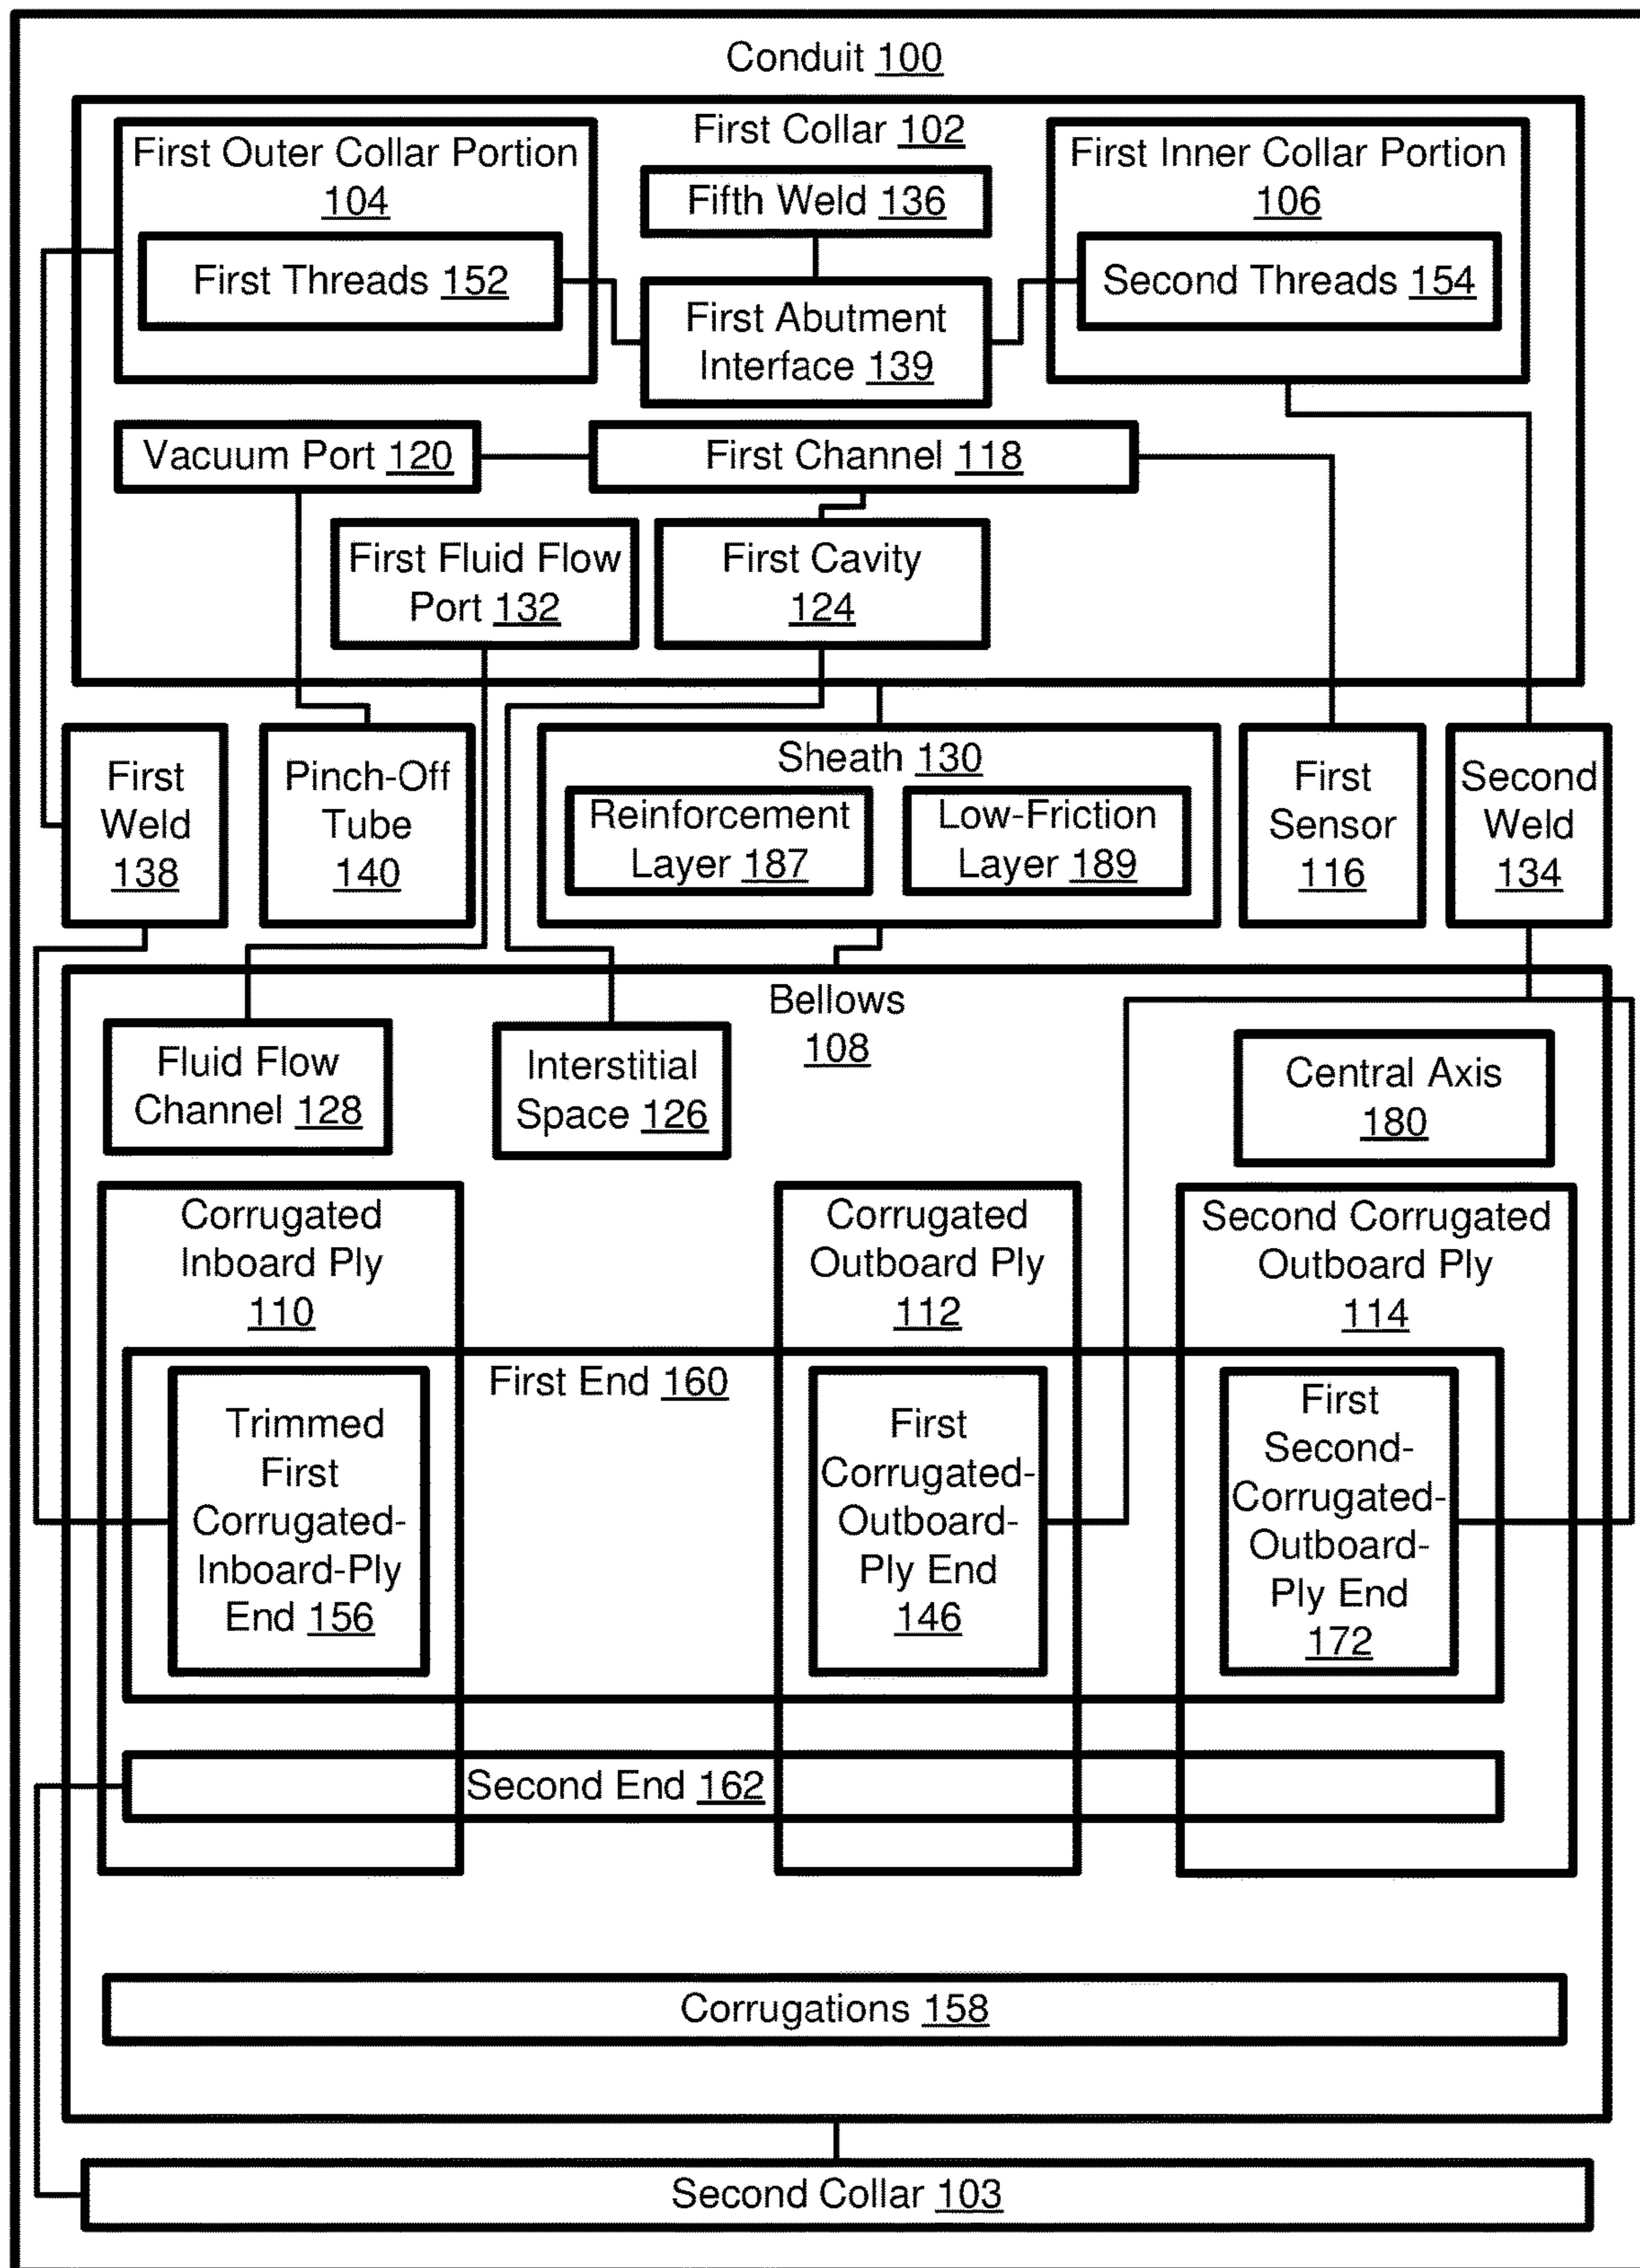 Conduit 100
First Collar 102
First Outer Collar Portion
104
First Threads 152
Fifth Weld 136
First Abutment
Interface 139
First Inner Collar Portion
106
Second Threads 154
Vacuum Port 120
First Channel 118
First Fluid Flow
Port 132
First Cavity
124
First
Weld
138
Pinch-Off
Tube
140
Sheath 130
Reinforcement
Layer 187
Low-Friction
Layer 189
First
Sensor
116
Second
Weld
134
Bellows
108
Fluid Flow
Channel 128
Interstitial
Space 126
Central Axis
180
Corrugated
Inboard Ply
110
Corrugated
Outboard Ply
112
Second Corrugated
Outboard Ply
114
First End 160
Trimmed
First
Corrugated-
Inboard-Ply
End 156
First
Corrugated-
Outboard-
Ply End
146
First
Second-
Corrugated-
Outboard-
Ply End
172
Second End 162
Corrugations 158
Second Collar 103